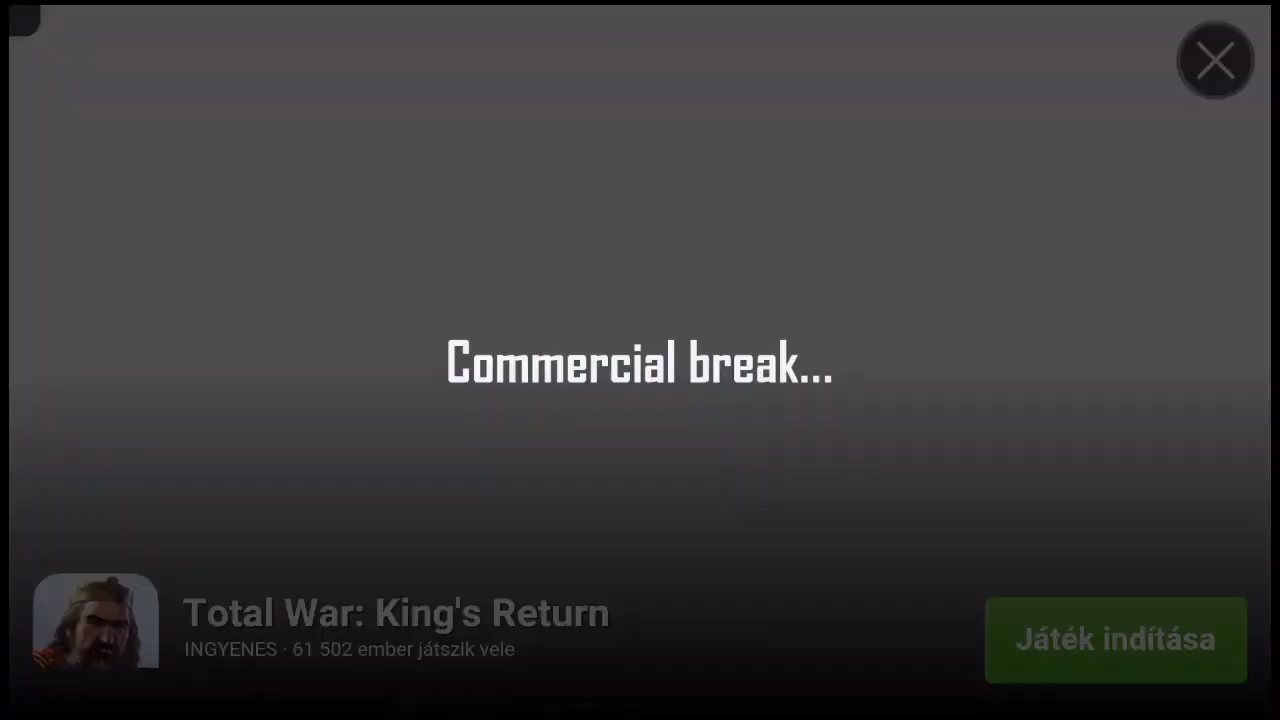 Commercial break...
Total War: King's Return
INGYENES · 61 502 ember játszik vele
Játék indítása